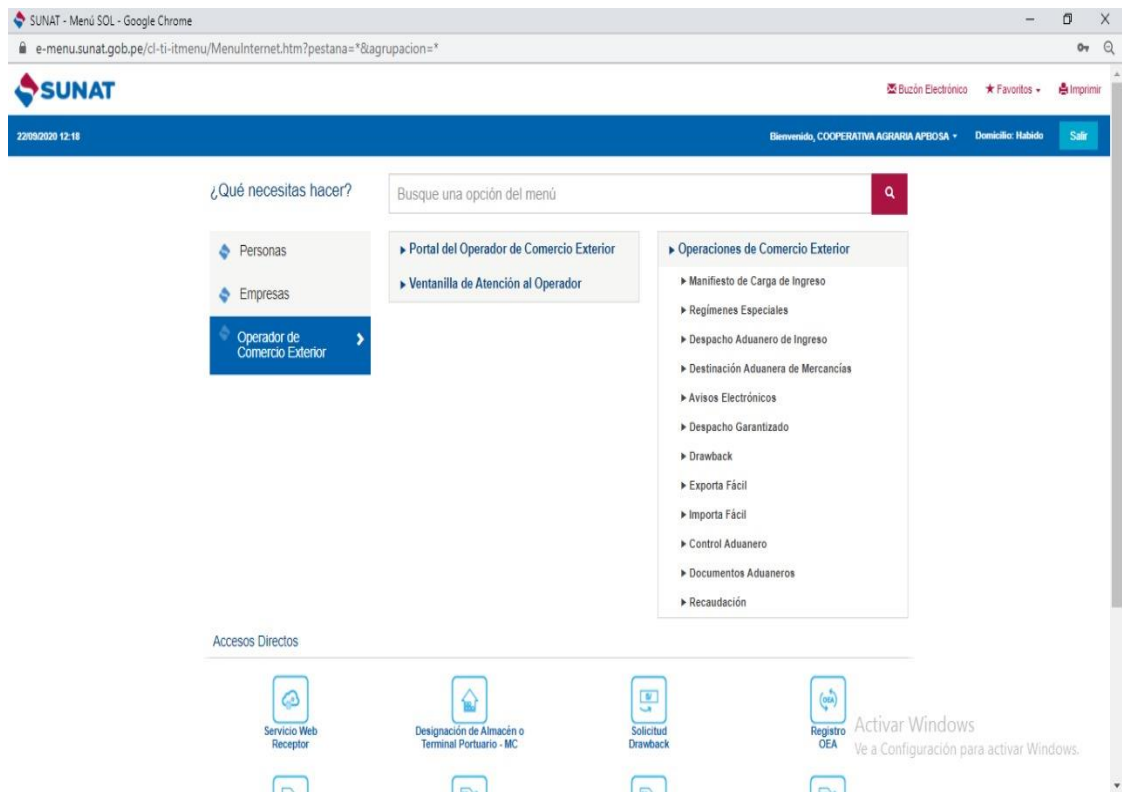 SUNAT - Menú SOL - Google Chrome
e-menu.sunat.gob.pe/cl-ti-itmenu/MenuInternet.htm?pestana=*&agrupacion=*
SUNAT
Buzón Electrónico
Favoritos
Imprimir
22/09/2020 12:18
Bienvenido, COOPERATIVA AGRARIA APBOSA
Domicilio: Habido
Salir
¿Qué necesitas hacer?
Busque una opción del menú
Personas
Empresas
Operador de
Comercio Exterior
Portal del Operador de Comercio Exterior
Ventanilla de Atención al Operador
Operaciones de Comercio Exterior
Manifiesto de Carga de Ingreso
Regímenes Especiales
Despacho Aduanero de Ingreso
Destinación Aduanera de Mercancías
Avisos Electrónicos
Despacho Garantizado
Drawback
Exporta Fácil
Importa Fácil
Control Aduanero
Documentos Aduaneros
Recaudación
Accesos Directos
Servicio Web
Receptor
Designación de Almacén o
Terminal Portuario - MC
S/
Solicitud
Drawback
OEA
Registro
OEA
Activar Windows
Ve a Configuración para activar Windows.